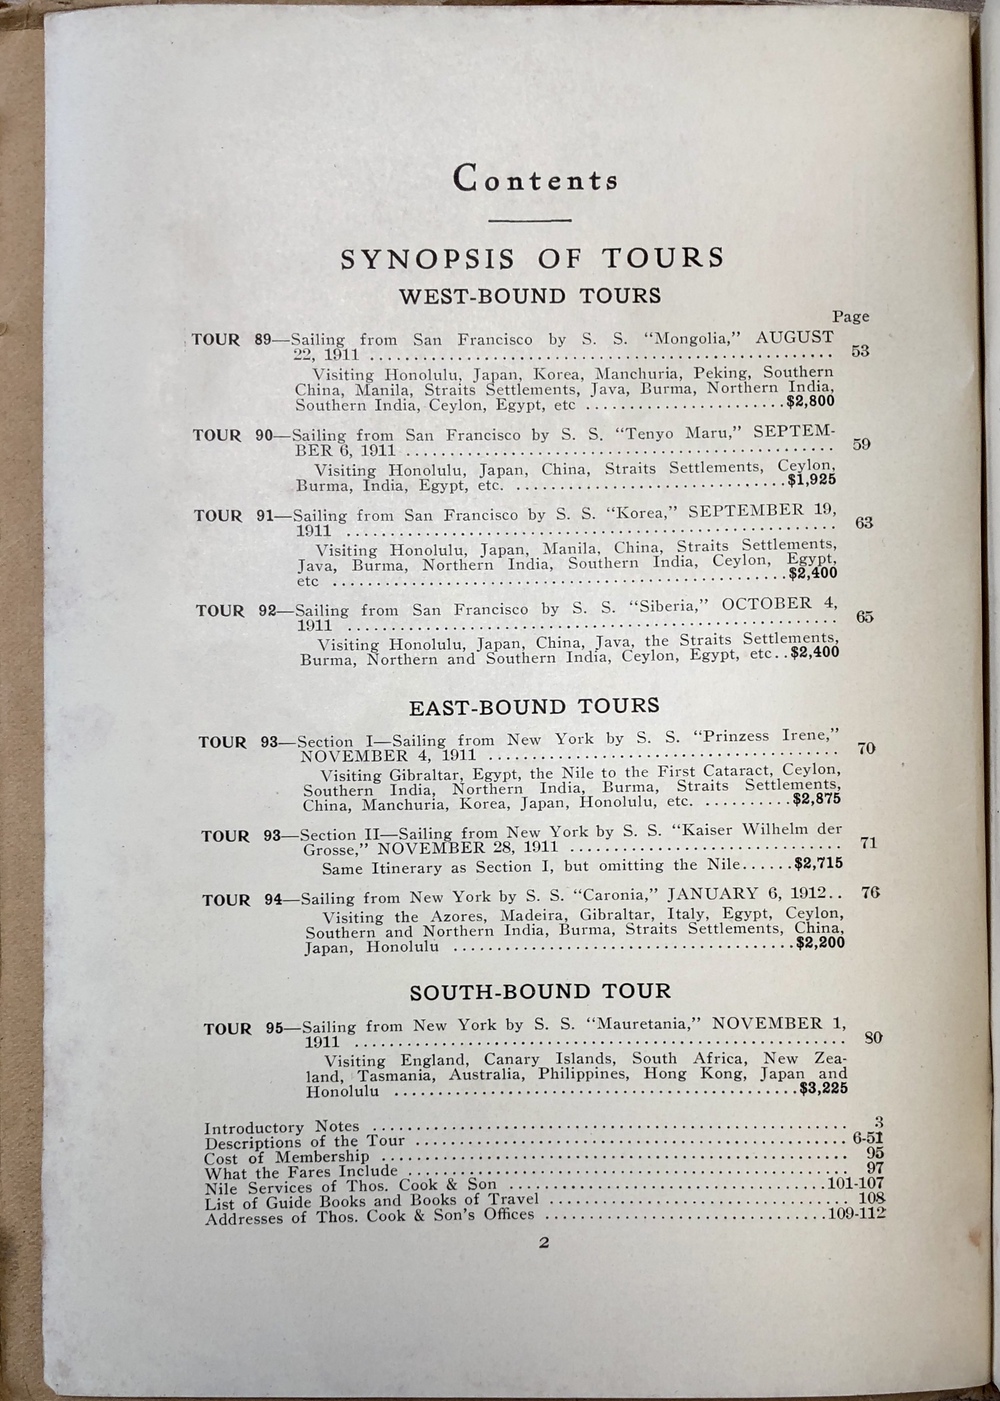 Contents
SYNOPSIS OF TOURS
WEST-BOUND TOURS
Page
TOUR 89—Sailing from San Francisco by S. S. “Mongolia,” AUGUST
22, 1911 ........................................................ 53
Visiting Honolulu, Japan, Korea, Manchuria, Peking, Southern
China, Manila, Straits Settlements, Java, Burma, Northern India,
Southern India, Ceylon, Egypt, etc ........................$2,800
TOUR 90—Sailing from San Francisco by S. S. “Tenyo Maru,” SEPTEM-
BER 6, 1911 .................................................... 59
Visiting Honolulu, Japan, China, Straits Settlements, Ceylon,
Burma, India, Egypt, etc. .................................$1,925
TOUR 91—Sailing from San Francisco by S. S. “Korea,” SEPTEMBER 19,
1911 ........................................................... 63
Visiting Honolulu, Japan, Manila, China, Straits Settlements,
Java, Burma, Northern India, Southern India, Ceylon, Egypt,
etc .......................................................$2,400
TOUR 92—Sailing from San Francisco by S. S. “Siberia,” OCTOBER 4,
1911 ........................................................... 65
Visiting Honolulu, Japan, China, Java, the Straits Settlements,
Burma, Northern and Southern India, Ceylon, Egypt, etc..$2,400
EAST-BOUND TOURS
TOUR 93—Section I—Sailing from New York by S. S. “Prinzess Irene,”
NOVEMBER 4, 1911 ........................................... 70
Visiting Gibraltar, Egypt, the Nile to the First Cataract, Ceylon,
Southern India, Northern India, Burma, Straits Settlements,
China, Manchuria, Korea, Japan, Honolulu, etc. ..........$2,875
TOUR 93—Section II—Sailing from New York by S. S. “Kaiser Wilhelm der
Grosse,” NOVEMBER 28, 1911 ................................. 71
Same Itinerary as Section I, but omitting the Nile......$2,715
TOUR 94—Sailing from New York by S. S. “Caronia,” JANUARY 6, 1912.. 76
Visiting the Azores, Madeira, Gibraltar, Italy, Egypt, Ceylon,
Southern and Northern India, Burma, Straits Settlements, China,
Japan, Honolulu .........................................$2,200
SOUTH-BOUND TOUR
TOUR 95—Sailing from New York by S. S. “Mauretania,” NOVEMBER 1,
1911 ........................................................... 80
Visiting England, Canary Islands, South Africa, New Zea-
land, Tasmania, Australia, Philippines, Hong Kong, Japan and
Honolulu ................................................$3,225
Introductory Notes ............................................. 3
Descriptions of the Tour ....................................... 6-51
Cost of Membership ............................................. 95
What the Fares Include ......................................... 97
Nile Services of Thos. Cook & Son ..............................101-107
List of Guide Books and Books of Travel ........................ 108
Addresses of Thos. Cook & Son's Offices ........................109-112
2